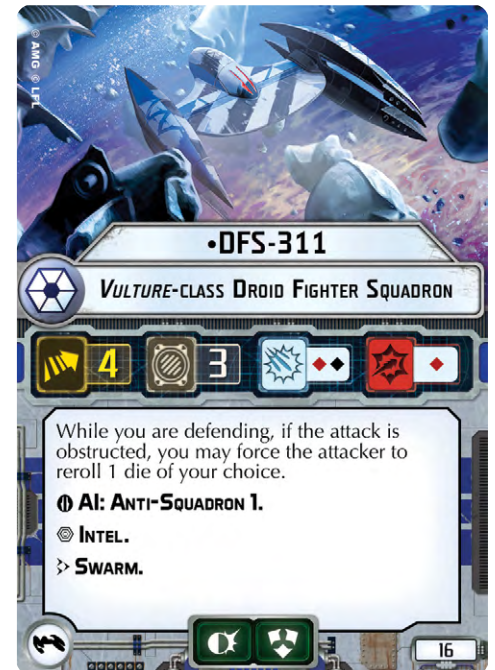 © AMG © LFL
•DFS-311
VULTURE-CLASS DROID FIGHTER SQUADRON
4 3
While you are defending, if the attack is
obstructed, you may force the attacker to
reroll 1 die of your choice.
AI: ANTI-SQUADRON 1.
INTEL.
SWARM.
16